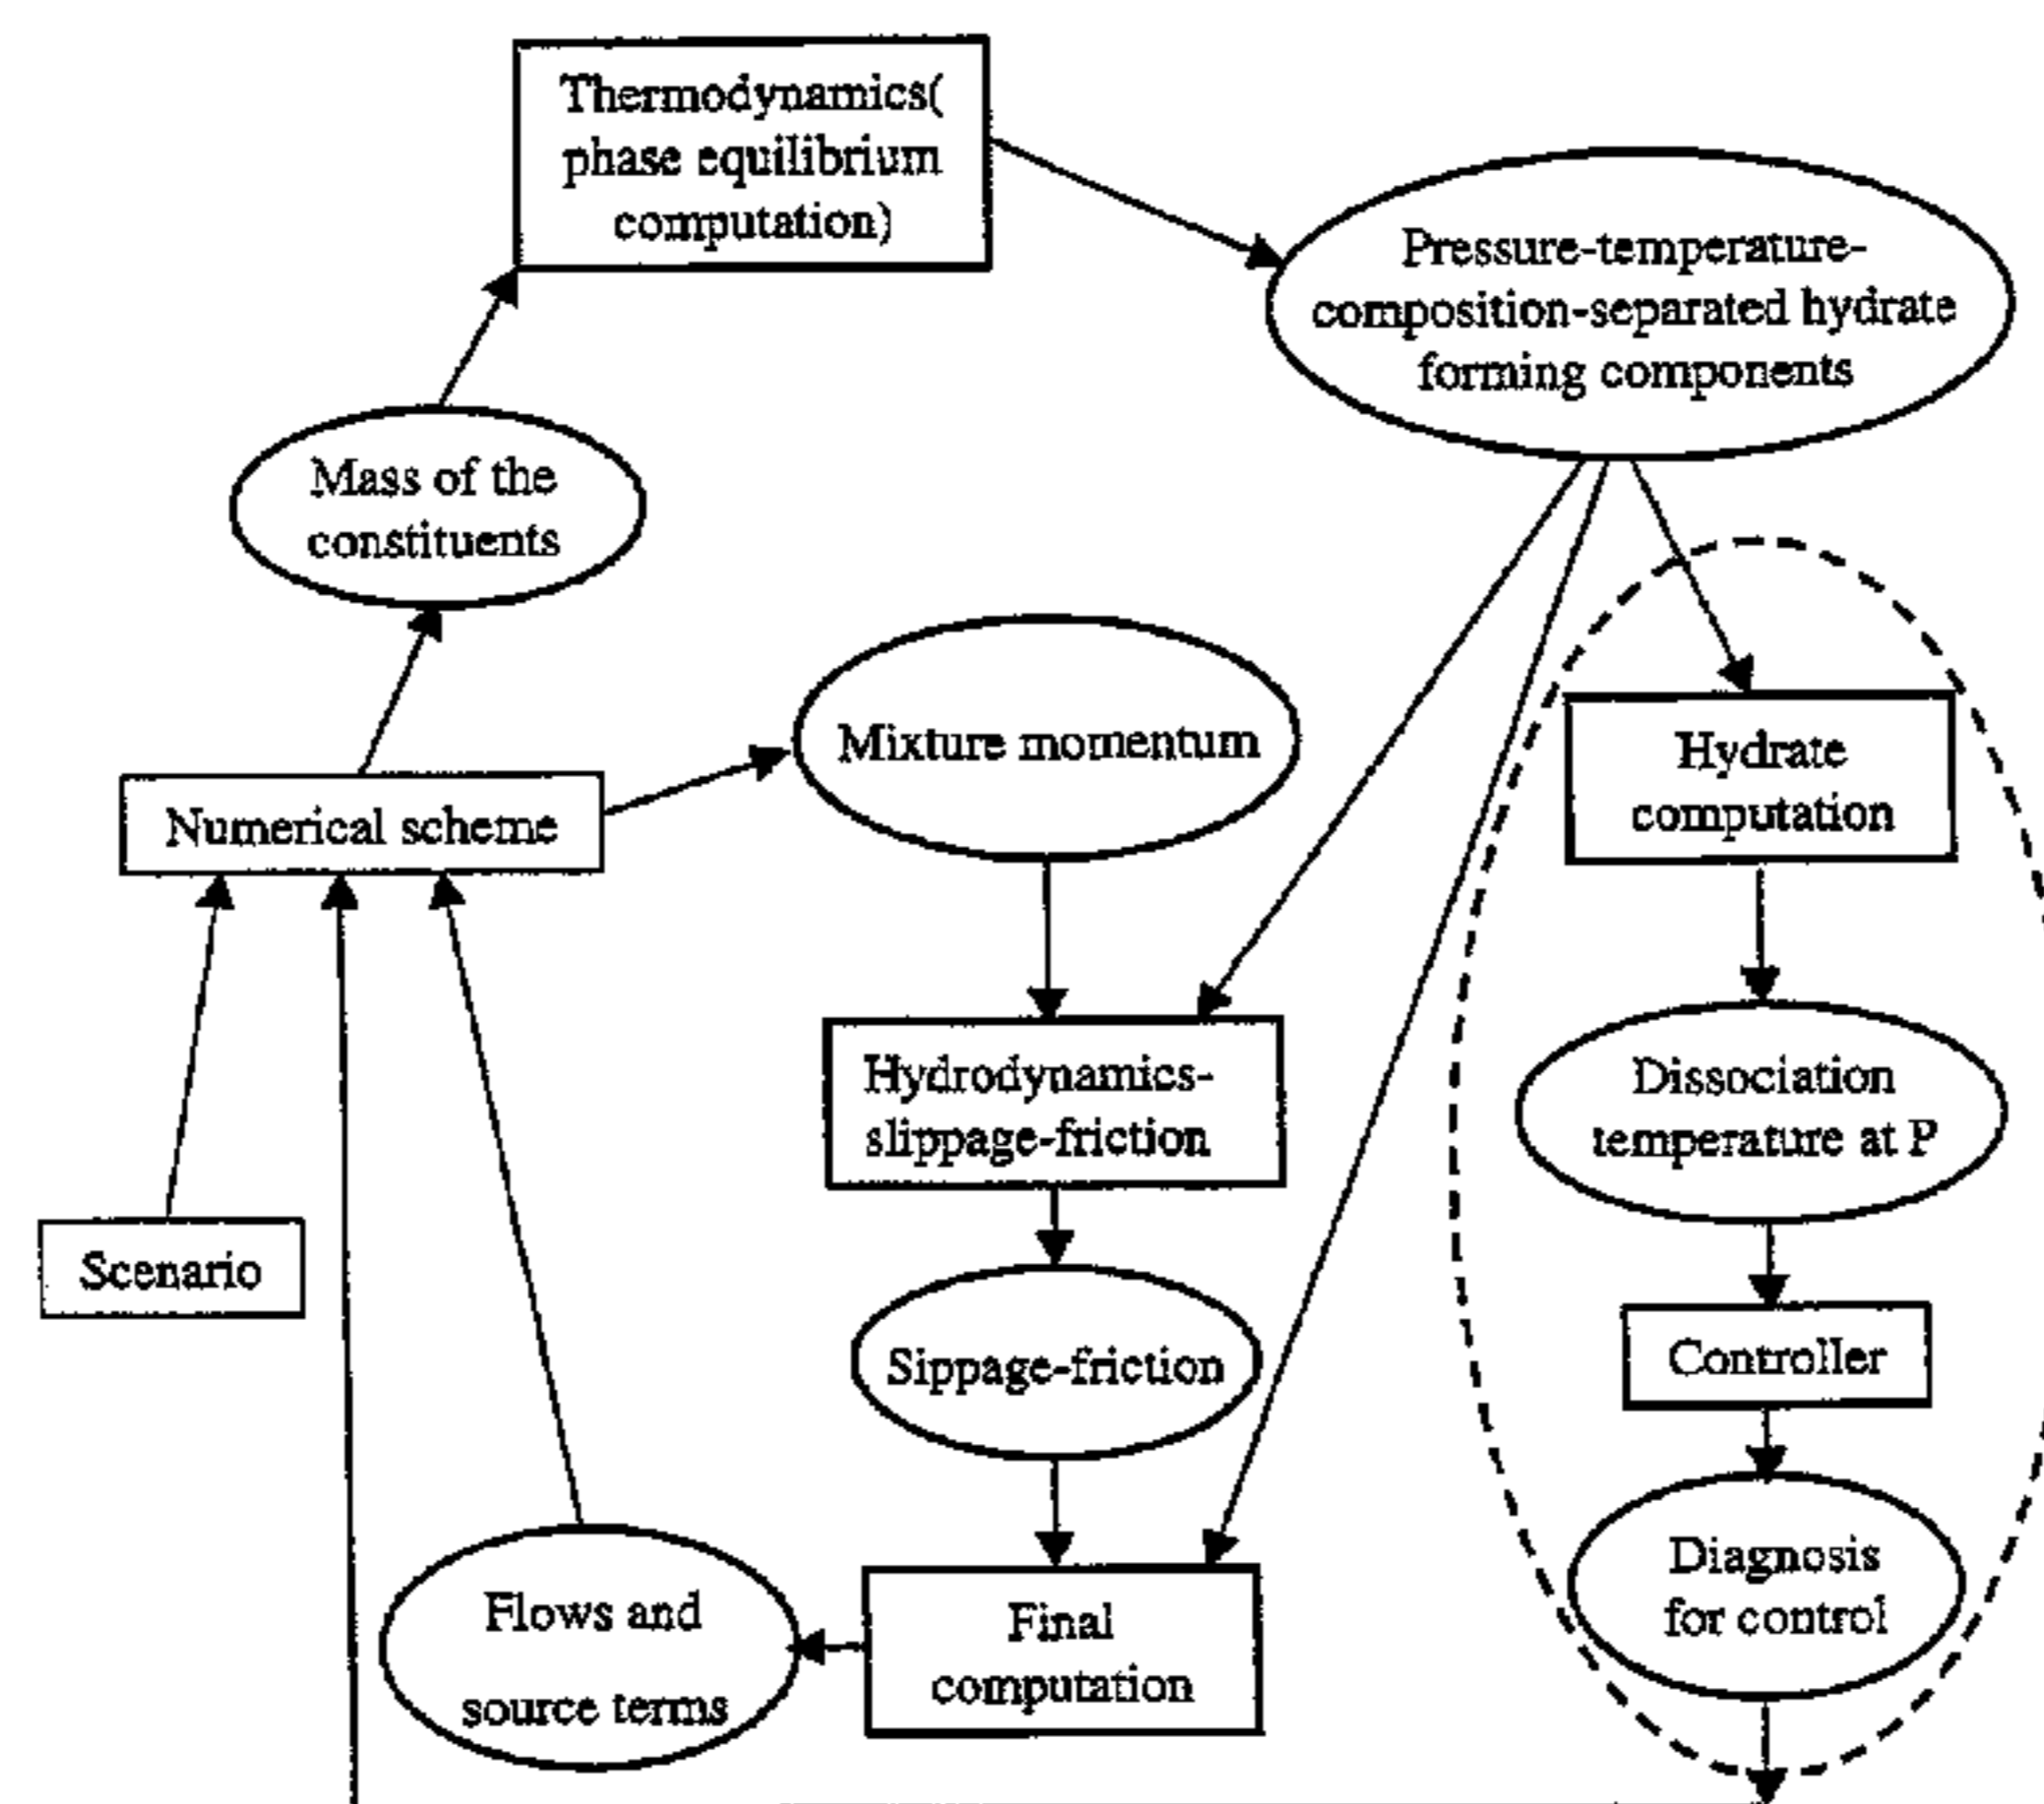 Thermodynamics(
phase equilibrium
computation)
Pressure-temperature-
composition-separated hydrate
forming components
Mass of the
constituents
Mixture momentum
Hydrate
computation
Numerical scheme
Hydrodynamics-
slippage-friction
Dissociation
temperature at P
Scenario
Sippage-friction
Controller
Flows and
source terms
Final
computation
Diagnosis
for control